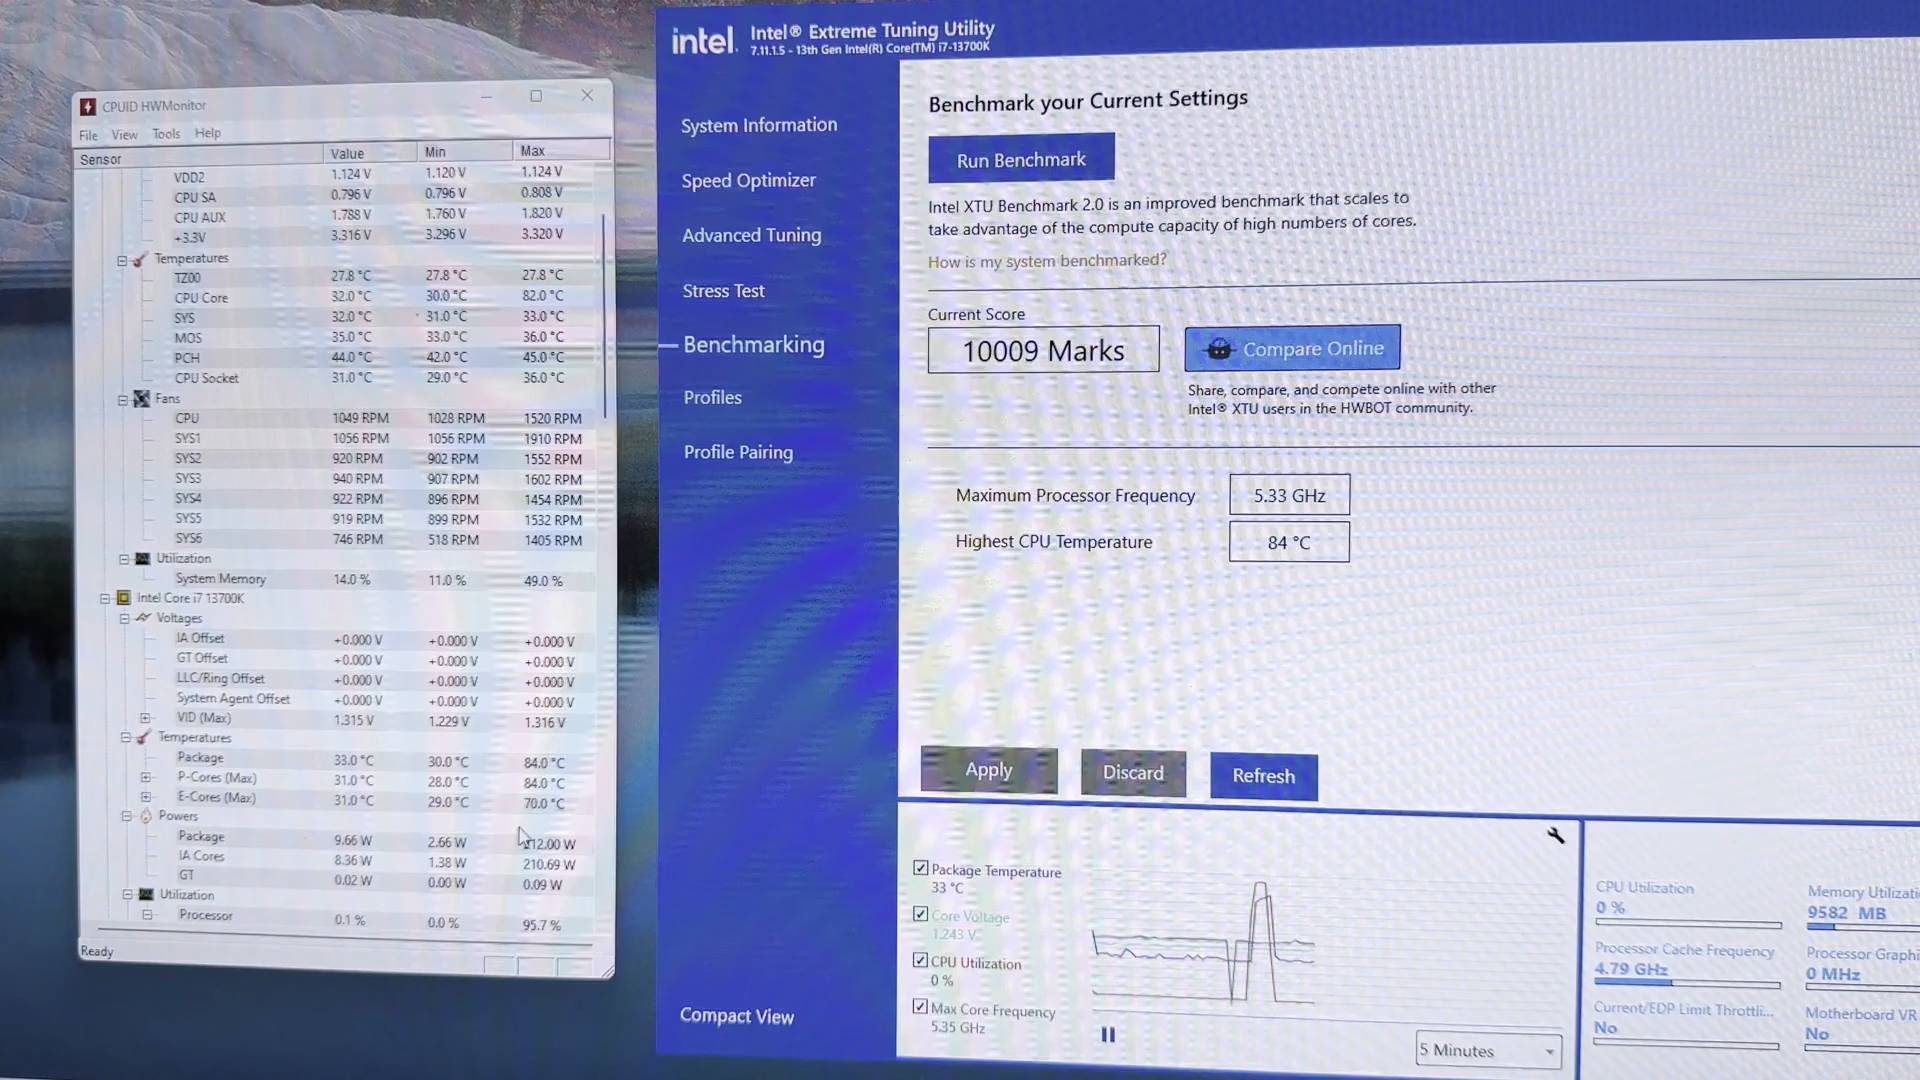 CPUID HWMonitor
File View Tools Help
Sensor Value Min Max
VDD2 1.124 V 1.120 V 1.124 V
CPU SA 0.796 V 0.796 V 0.808 V
CPU AUX 1.788 V 1.760 V 1.820 V
+3.3V 3.316 V 3.296 V 3.320 V
Temperatures
TZ00 27.8 °C 27.8 °C 27.8 °C
CPU Core 32.0 °C 30.0 °C 82.0 °C
SYS 32.0 °C 31.0 °C 33.0 °C
MOS 35.0 °C 33.0 °C 36.0 °C
PCH 44.0 °C 42.0 °C 45.0 °C
CPU Socket 31.0 °C 29.0 °C 36.0 °C
Fans
CPU 1049 RPM 1028 RPM 1520 RPM
SYS1 1056 RPM 1056 RPM 1910 RPM
SYS2 920 RPM 902 RPM 1552 RPM
SYS3 940 RPM 907 RPM 1602 RPM
SYS4 922 RPM 896 RPM 1454 RPM
SYS5 919 RPM 899 RPM 1532 RPM
SYS6 746 RPM 518 RPM 1405 RPM
Utilization
System Memory 14.0 % 11.0 % 49.0 %
Intel Core i7 13700K
Voltages
IA Offset +0.000 V +0.000 V +0.000 V
GT Offset +0.000 V +0.000 V +0.000 V
LLC/Ring Offset +0.000 V +0.000 V +0.000 V
System Agent Offset +0.000 V +0.000 V +0.000 V
VID (Max) 1.315 V 1.229 V 1.316 V
Temperatures
Package 33.0 °C 30.0 °C 84.0 °C
P-Cores (Max) 31.0 °C 28.0 °C 84.0 °C
E-Cores (Max) 31.0 °C 29.0 °C 70.0 °C
Powers
Package 9.66 W 2.66 W 12.00 W
IA Cores 8.36 W 1.38 W 210.69 W
GT 0.02 W 0.00 W 0.09 W
Utilization
Processor 0.1 % 0.0 % 95.7 %
Ready
intel.
Intel® Extreme Tuning Utility
7.11.1.5 - 13th Gen Intel(R) Core(TM) i7-13700K
System Information
Speed Optimizer
Advanced Tuning
Stress Test
Benchmarking
Profiles
Profile Pairing
Compact View
Benchmark your Current Settings
Run Benchmark
Intel XTU Benchmark 2.0 is an improved benchmark that scales to
take advantage of the compute capacity of high numbers of cores.
How is my system benchmarked?
Current Score
10009 Marks
Compare Online
Share, compare, and compete online with other
Intel® XTU users in the HWBOT community.
Maximum Processor Frequency 5.33 GHz
Highest CPU Temperature 84 °C
Apply Discard Refresh
Package Temperature
33 °C
Core Voltage
1.243 V
CPU Utilization
0 %
Max Core Frequency
5.35 GHz
5 Minutes
CPU Utilization
0 %
Processor Cache Frequency
4.79 GHz
Current/EDP Limit Throttli...
No
Memory Utilizati
9582 MB
Processor Graphi
0 MHz
Motherboard VR
No